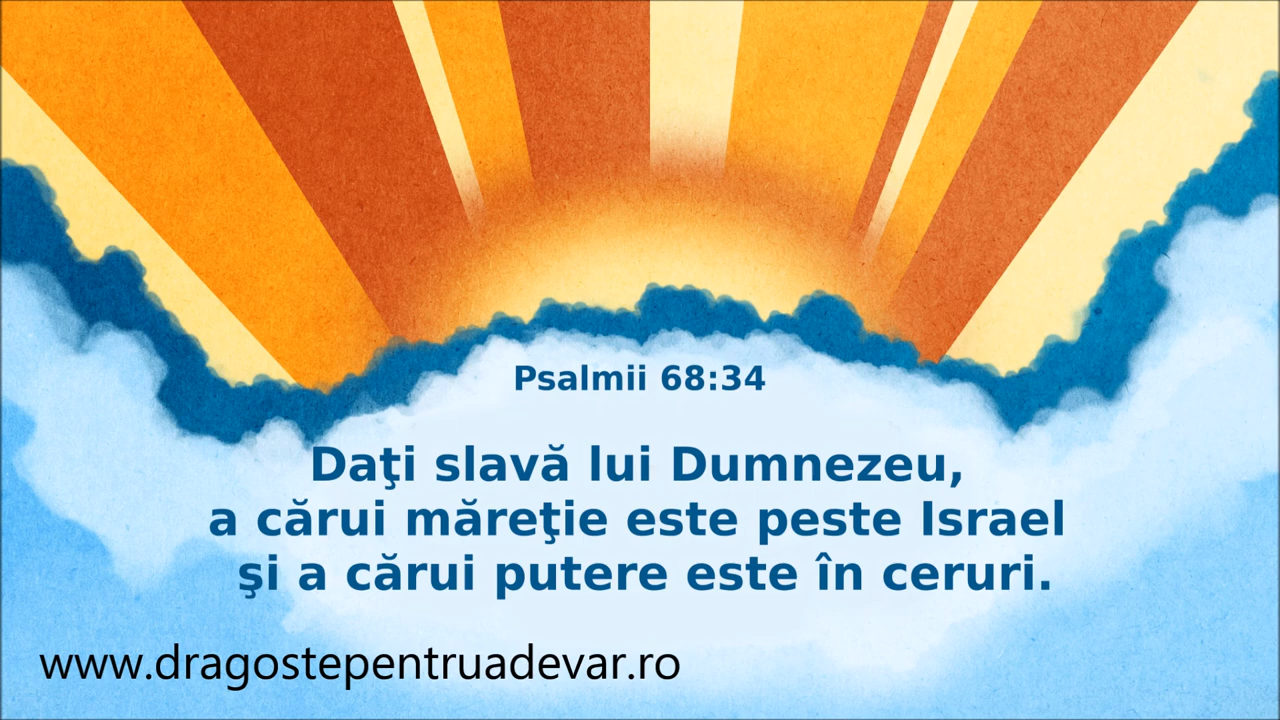 Psalmii 68:34
Daţi slavă lui Dumnezeu,
a cărui măreţie este peste Israel
şi a cărui putere este în ceruri.
www.dragostepentruadevar.ro